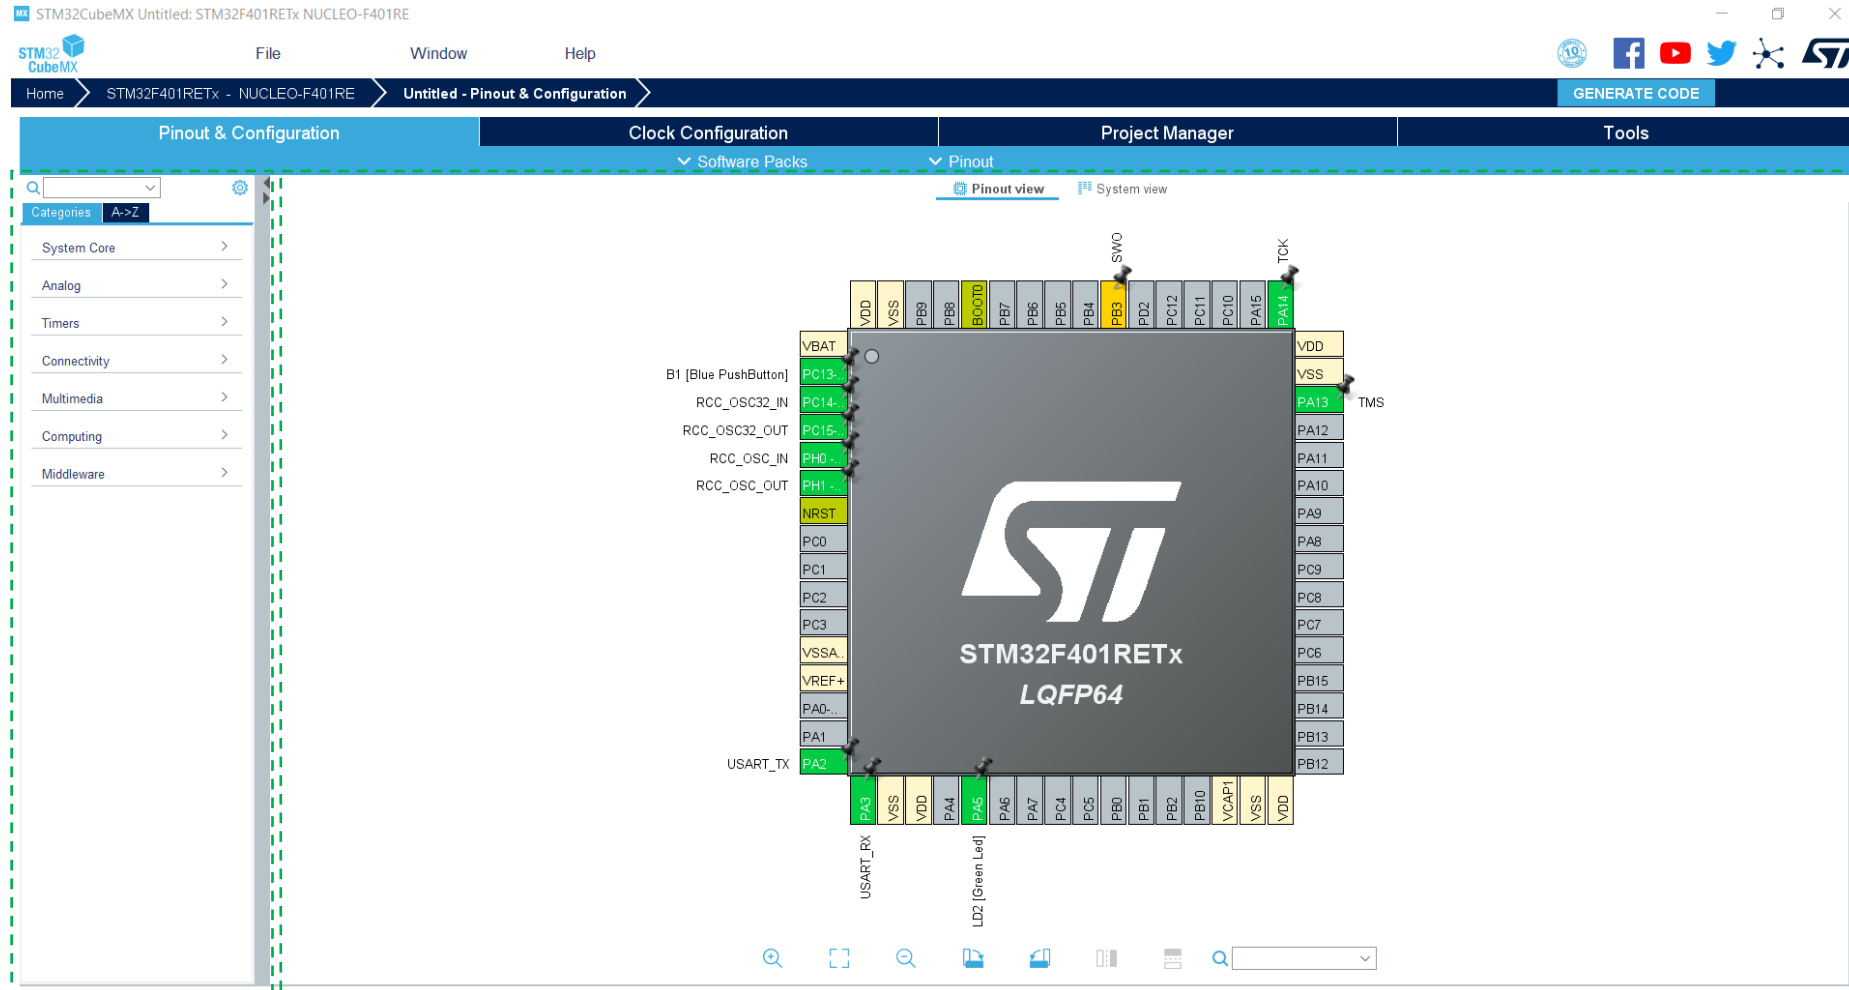 MX STM32CubeMX Untitled: STM32F401RETx NUCLEO-F401RE
STM32
CubeMX
File
Window
Help
10
ST
Home
STM32F401RETx - NUCLEO-F401RE
Untitled - Pinout & Configuration
GENERATE CODE
Pinout & Configuration
Clock Configuration
Project Manager
Tools
Software Packs
Pinout
Pinout view
System view
Categories
A->Z
System Core
Analog
Timers
Connectivity
Multimedia
Computing
Middleware
SWO
TCK
VDD
VSS
PB9
PB8
BOOT0
PB7
PB6
PB5
PB4
PB3
PD2
PC12
PC11
PC10
PA15
PA14
VBAT
B1 [Blue PushButton] PC13-..
RCC_OSC32_IN PC14-..
RCC_OSC32_OUT PC15-..
RCC_OSC_IN PH0 -..
RCC_OSC_OUT PH1 -..
NRST
PC0
PC1
PC2
PC3
VSSA..
VREF+
PA0-..
PA1
USART_TX PA2
VDD
VSS
PA13 TMS
PA12
PA11
PA10
PA9
PA8
PC9
PC8
PC7
PC6
PB15
PB14
PB13
PB12
ST
STM32F401RETx
LQFP64
PA3
VSS
VDD
PA4
PA5
PA6
PA7
PC4
PC5
PB0
PB1
PB2
PB10
VCAP1
VSS
VDD
USART_RX
LD2 [Green Led]